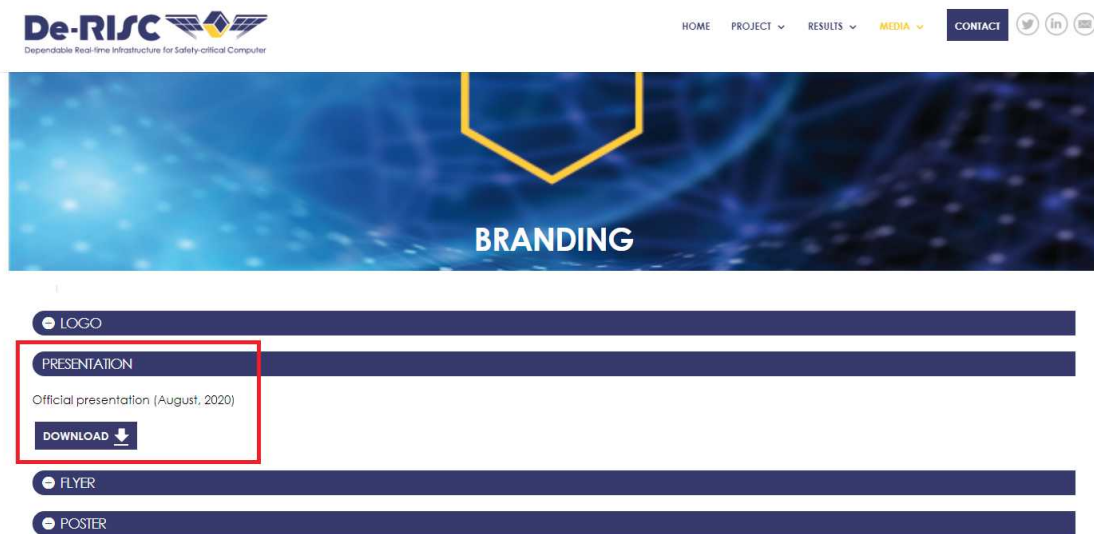 De-RISC
Dependable Real-time Infrastructure for Safety-critical Computer
HOME PROJECT RESULTS MEDIA CONTACT
BRANDING
LOGO
PRESENTATION
Official presentation (August, 2020)
DOWNLOAD
FLYER
POSTER